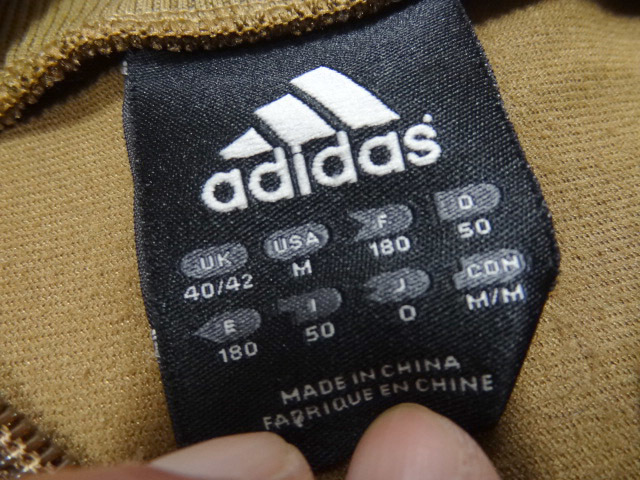 adidas
UK USA F D
40/42 M 180 50
E I J CDN
180 50 O M/M
MADE IN CHINA
FABRIQUE EN CHINE